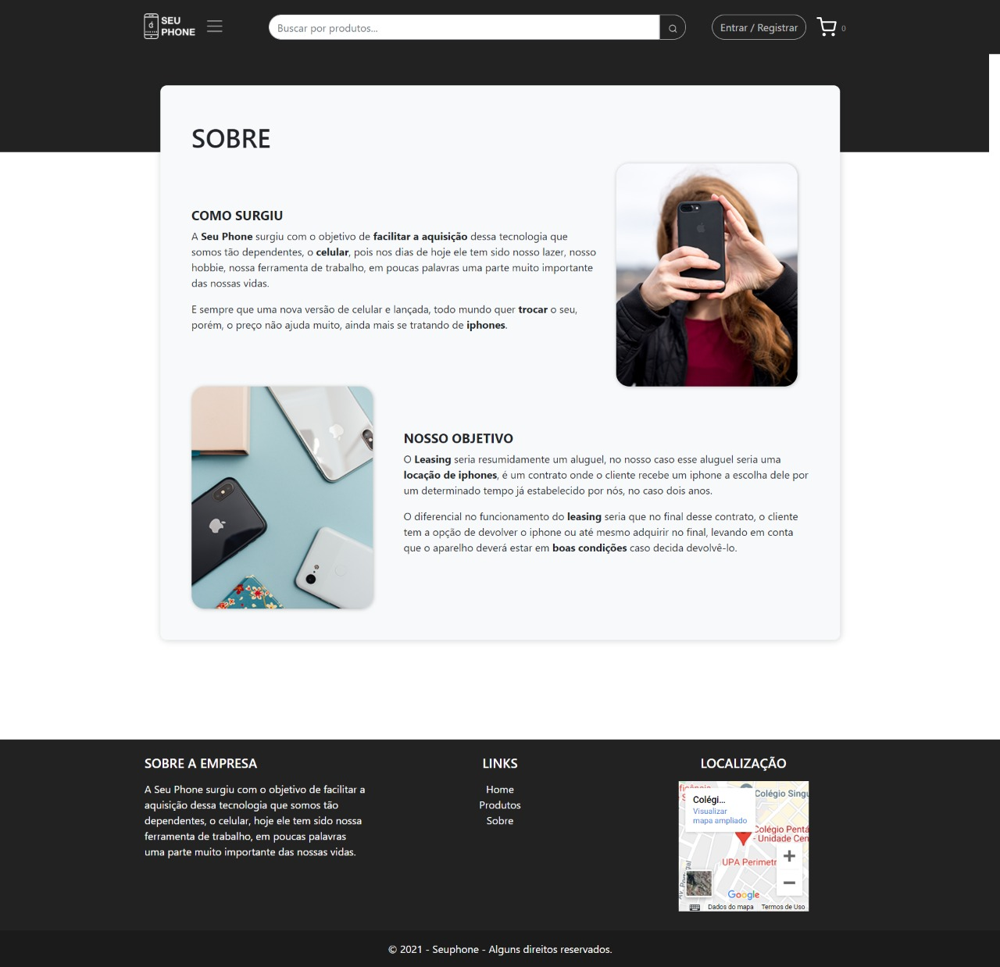 SEU
PHONE
Buscar por produtos...
Entrar / Registrar
0
SOBRE
COMO SURGIU
A Seu Phone surgiu com o objetivo de facilitar a aquisição dessa tecnologia que
somos tão dependentes, o celular, pois nos dias de hoje ele tem sido nosso lazer, nosso
hobbie, nossa ferramenta de trabalho, em poucas palavras uma parte muito importante
das nossas vidas.
E sempre que uma nova versão de celular e lançada, todo mundo quer trocar o seu,
porém, o preço não ajuda muito, ainda mais se tratando de iphones.
NOSSO OBJETIVO
O Leasing seria resumidamente um aluguel, no nosso caso esse aluguel seria uma
locação de iphones, é um contrato onde o cliente recebe um iphone a escolha dele por
um determinado tempo já estabelecido por nós, no caso dois anos.
O diferencial no funcionamento do leasing seria que no final desse contrato, o cliente
tem a opção de devolver o iphone ou até mesmo adquirir no final, levando em conta
que o aparelho deverá estar em boas condições caso decida devolvê-lo.
SOBRE A EMPRESA
A Seu Phone surgiu com o objetivo de facilitar a
aquisição dessa tecnologia que somos tão
dependentes, o celular, hoje ele tem sido nossa
ferramenta de trabalho, em poucas palavras
uma parte muito importante das nossas vidas.
LINKS
Home
Produtos
Sobre
LOCALIZAÇÃO
Colégio Singu
Colégi...
Visualizar
mapa ampliado
Colégio Pentá
- Unidade Cen
UPA Perimetr
Av. Portugal
Google
Dados do mapa
Termos de Uso
© 2021 - Seuphone - Alguns direitos reservados.